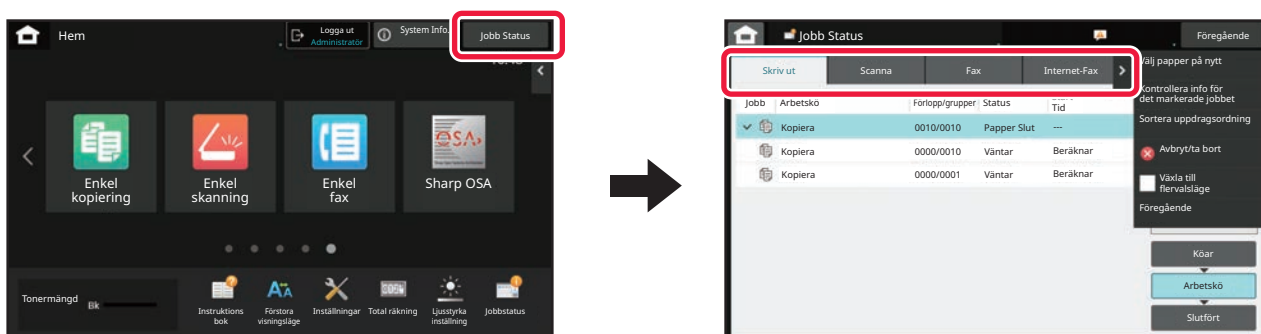 Hem
Logga ut
Administratör
System Info.
Jobb Status
Enkel
kopiering
Enkel
skanning
Enkel
fax
OSA
Sharp OSA
Tonermängd
Bk
Instruktions
bok
Förstora
visningsläge
Inställningar
Total räkning
Ljusstyrka
inställning
Jobbstatus
Jobb Status
Föregående
Skriv ut
Scanna
Fax
Internet-Fax
Välj papper på nytt
Kontrollera info för
det markerade jobbet
Sortera uppdragsordning
Avbryt/ta bort
Växla till
flervalsläge
Föregående
Jobb Arbetskö Förlopp/grupper Status
Tid
Kopiera 0010/0010 Papper Slut ---
Kopiera 0000/0010 Väntar Beräknar
Kopiera 0000/0001 Väntar Beräknar
Köar
Arbetskö
Slutfört